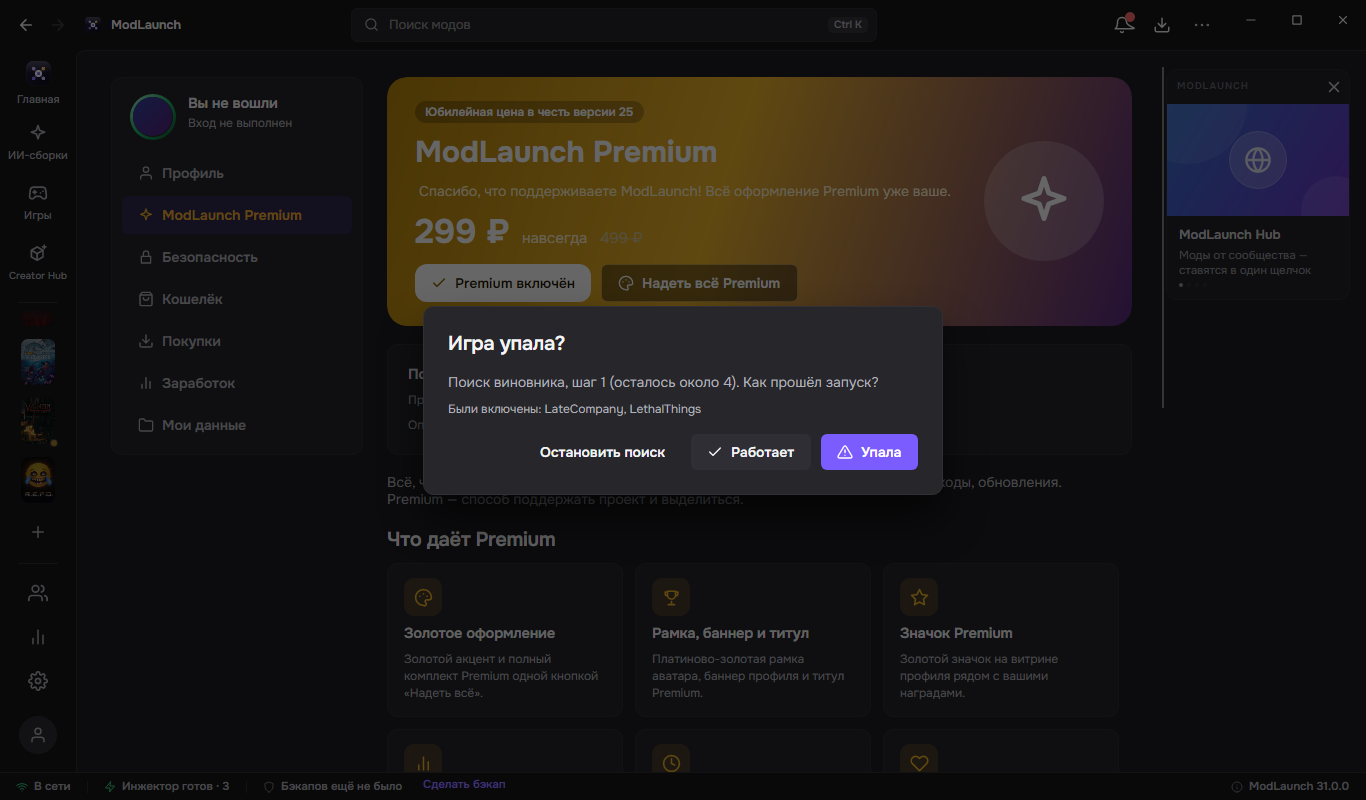 ModLaunch
Поиск модов
Ctrl K
Главная
ИИ-сборки
Игры
Creator Hub
Вы не вошли
Вход не выполнен
Профиль
ModLaunch Premium
Безопасность
Кошелёк
Покупки
Заработок
Мои данные
Юбилейная цена в честь версии 25
ModLaunch Premium
Спасибо, что поддерживаете ModLaunch! Всё оформление Premium уже ваше.
299 ₽ навсегда 499 ₽
Premium включён
Надеть всё Premium
MODLAUNCH
ModLaunch Hub
Моды от сообщества —
ставятся в один щелчок
Игра упала?
Поиск виновника, шаг 1 (осталось около 4). Как прошёл запуск?
Были включены: LateCompany, LethalThings
Остановить поиск
Работает
Упала
Всё, обновления.
Premium — способ поддержать проект и выделиться.
Что даёт Premium
Золотое оформление
Золотой акцент и полный
комплект Premium одной кнопкой
«Надеть всё».
Рамка, баннер и титул
Платиново-золотая рамка
аватара, баннер профиля и титул
Premium.
Значок Premium
Золотой значок на витрине
профиля рядом с вашими
наградами.
В сети
Инжектор готов · 3
Бэкапов ещё не было
Сделать бэкап
ModLaunch 31.0.0